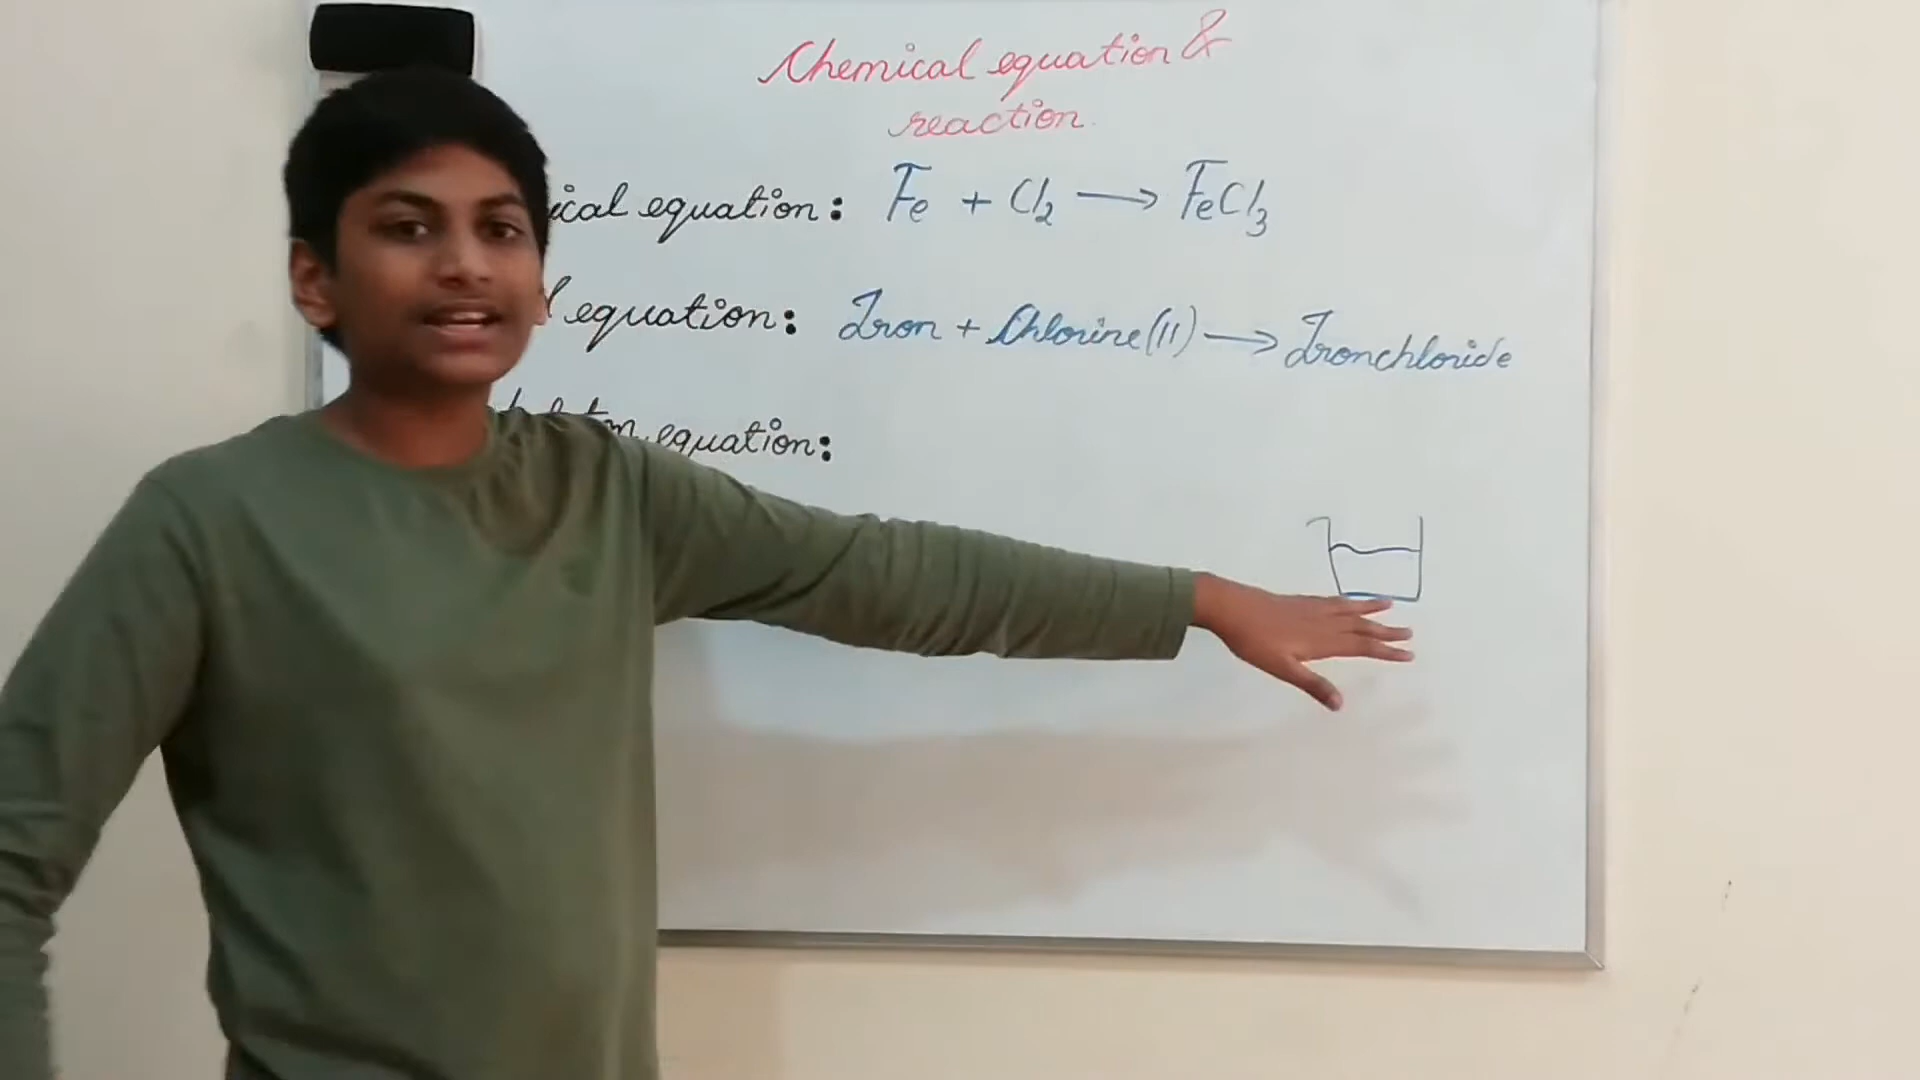 Chemical equation &
reaction
ical equation: Fe + Cl2 → FeCl3
l equation: Iron + Chlorine(II) → Ironchloride
equation: